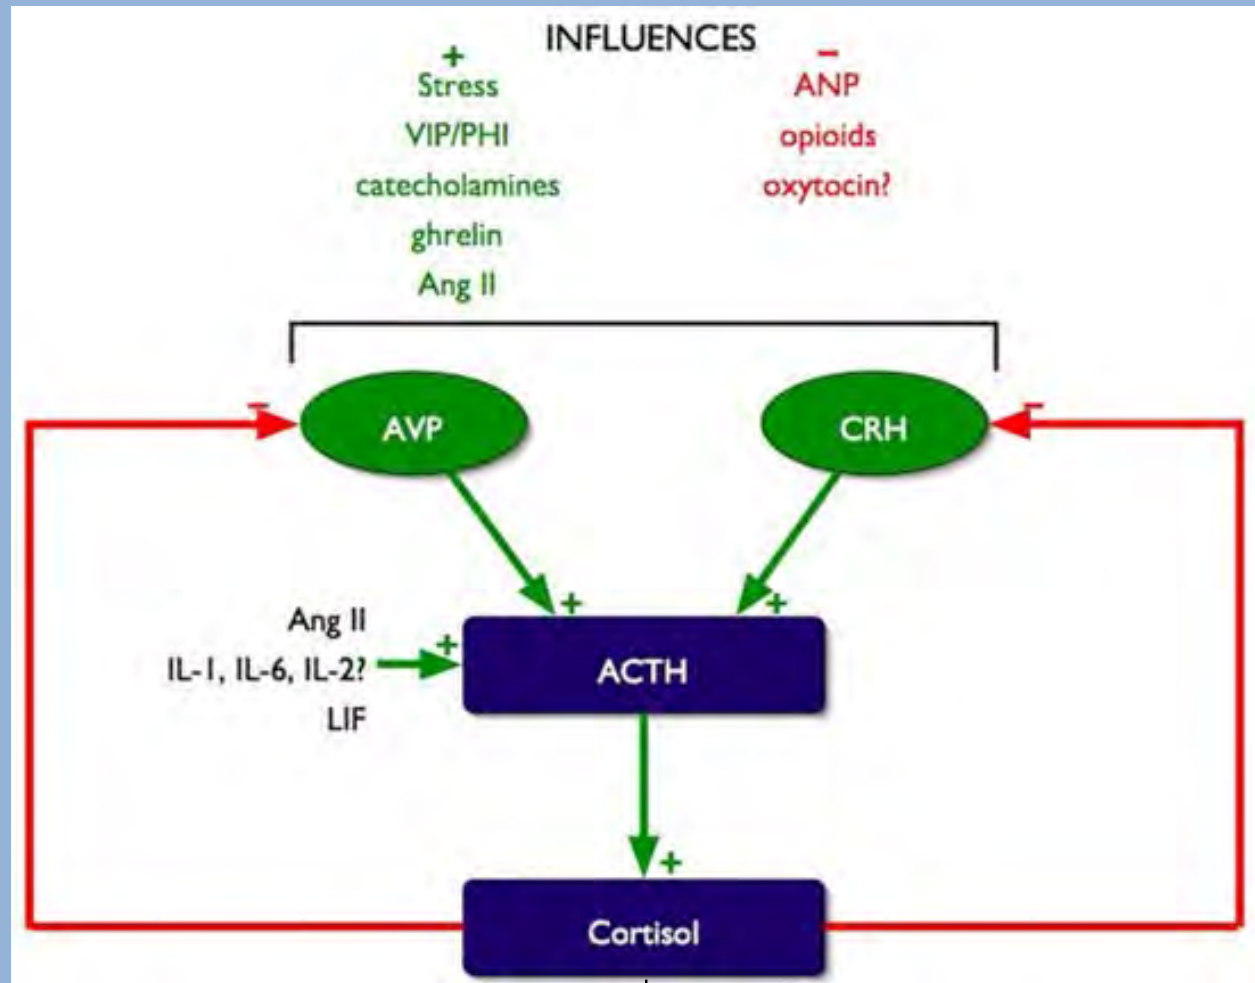 INFLUENCES
+
Stress
VIP/PHI
catecholamines
ghrelin
Ang II
−
ANP
opioids
oxytocin?
−
AVP
CRH
−
+
+
Ang II
IL-1, IL-6, IL-2?
LIF
+
ACTH
+
Cortisol